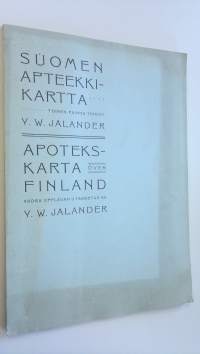 SUOMEN
APTEEKKI-
KARTTA
Y. W. JALANDER
APOTEKS-
KARTA ÖVER
FINLAND
Y. W. JALANDER